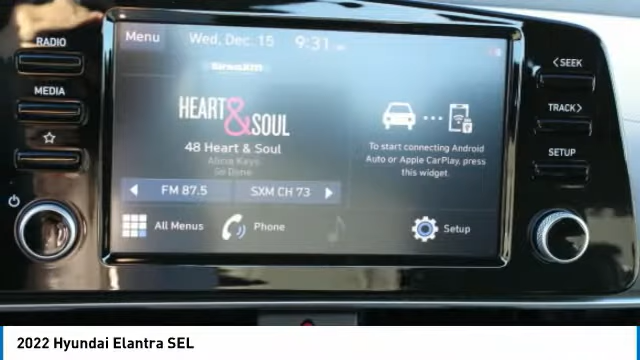 RADIO
MEDIA
Menu
Wed, Dec. 15
9:31
SiriusXM
HEART&SOUL
48 Heart & Soul
Alicia Keys
So Done
To start connecting Android
Auto or Apple CarPlay, press
this widget.
FM 87.5
SXM CH 73
All Menus
Phone
Setup
< SEEK
TRACK >
SETUP
2022 Hyundai Elantra SEL